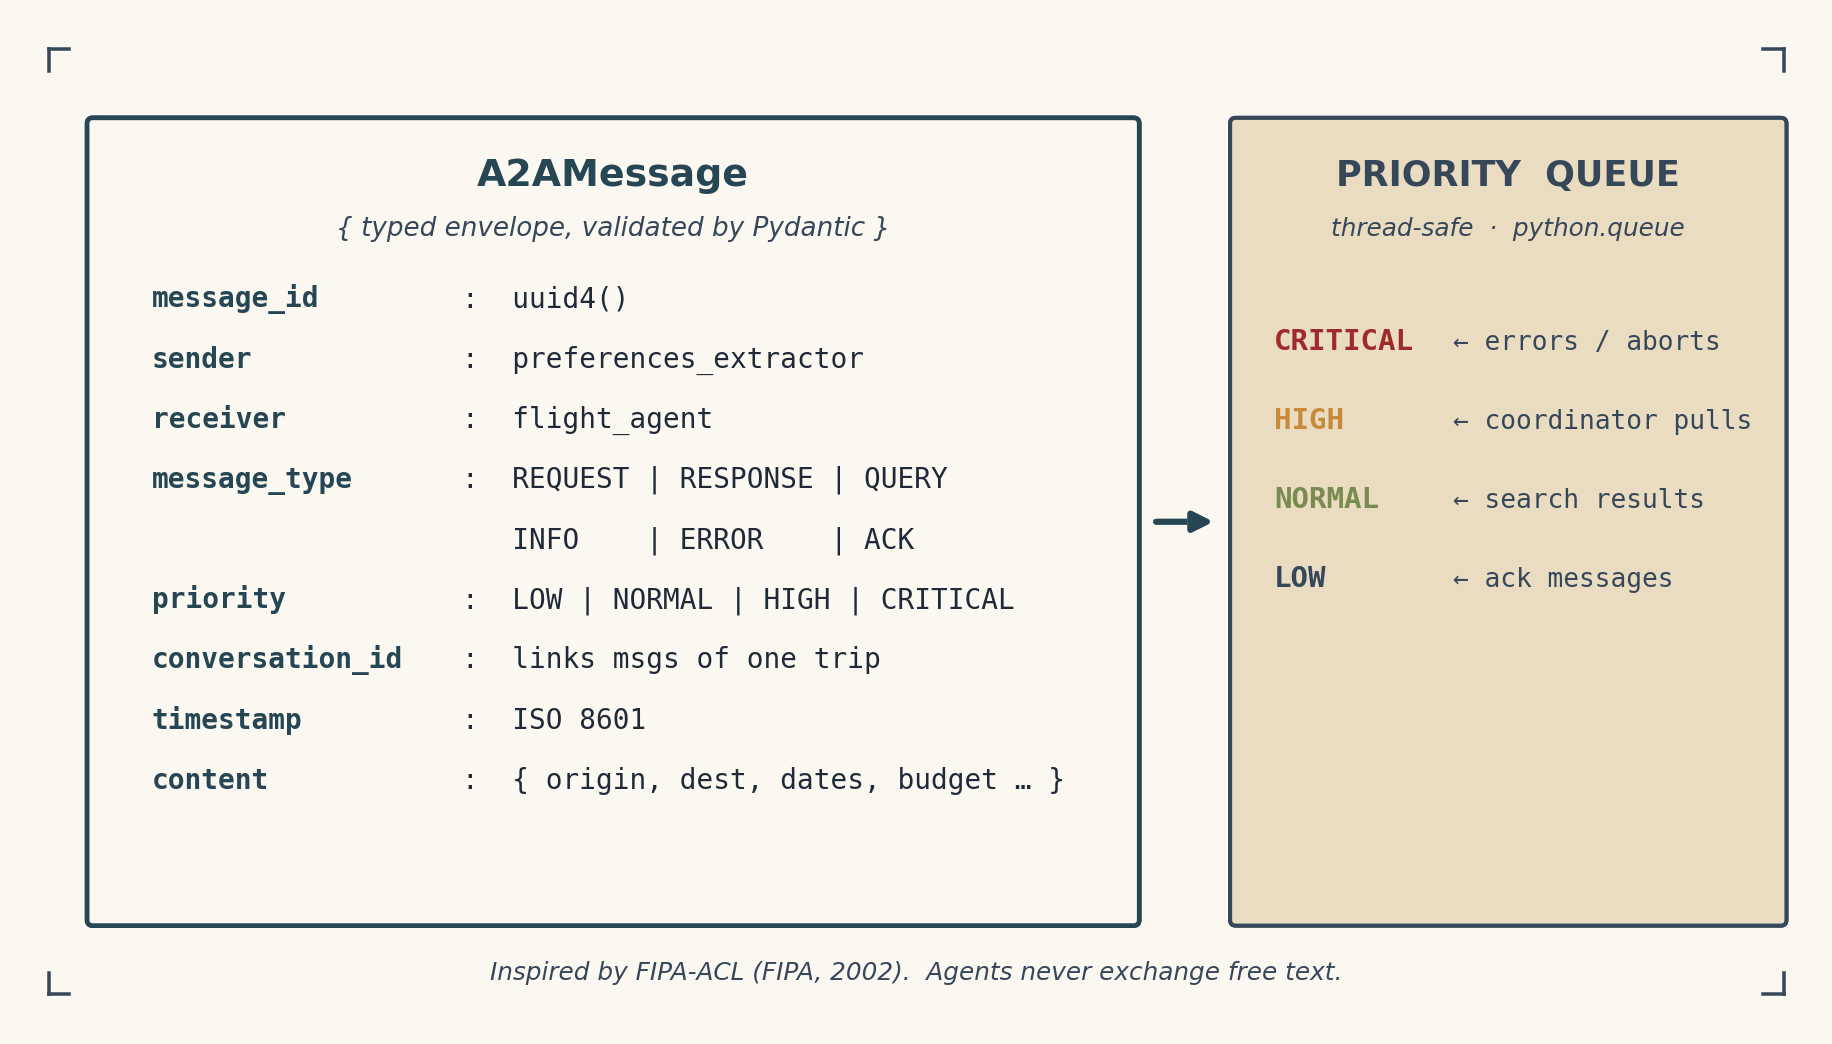 A2AMessage
{ typed envelope, validated by Pydantic }
message_id : uuid4()
sender : preferences_extractor
receiver : flight_agent
message_type : REQUEST | RESPONSE | QUERY
INFO | ERROR | ACK
priority : LOW | NORMAL | HIGH | CRITICAL
conversation_id : links msgs of one trip
timestamp : ISO 8601
content : { origin, dest, dates, budget … }
PRIORITY QUEUE
thread-safe · python.queue
CRITICAL ← errors / aborts
HIGH ← coordinator pulls
NORMAL ← search results
LOW ← ack messages
Inspired by FIPA-ACL (FIPA, 2002). Agents never exchange free text.